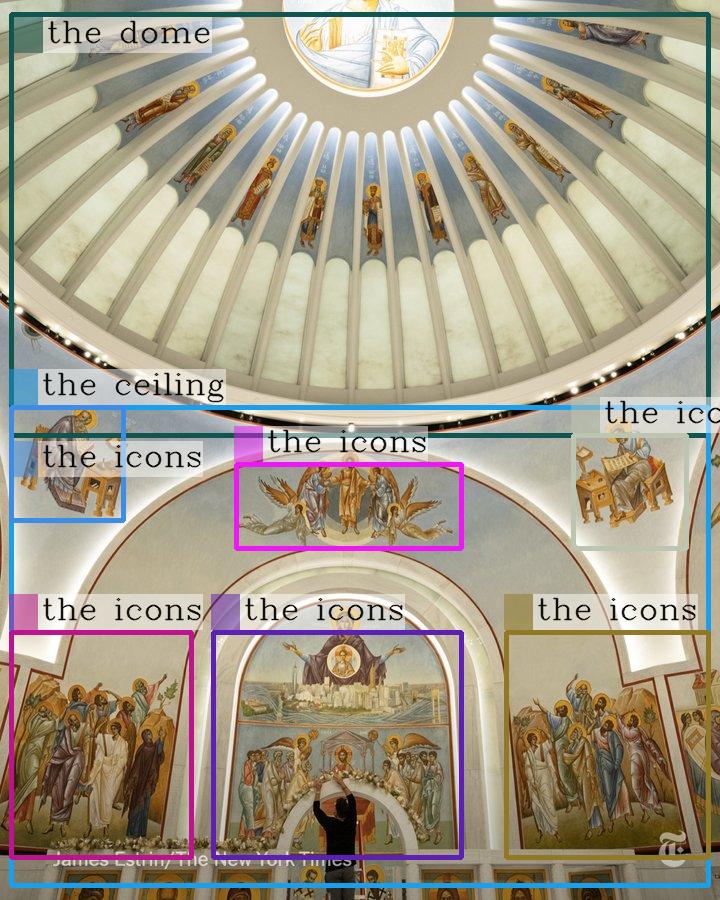 the dome
the ceiling
the ico
the icons
the icons
the icons
the icons
the icons
James Estrin/The New York Times
T